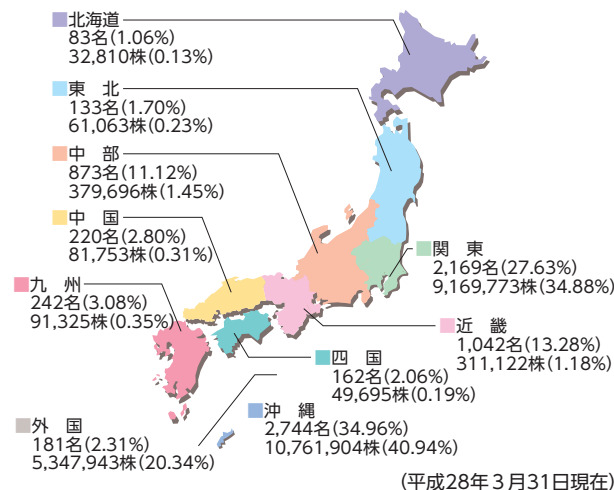 北海道
83名(1.06%)
32,810株(0.13%)
東　北
133名(1.70%)
61,063株(0.23%)
中　部
873名(11.12%)
379,696株(1.45%)
中　国
220名(2.80%)
81,753株(0.31%)
九　州
242名(3.08%)
91,325株(0.35%)
関　東
2,169名(27.63%)
9,169,773株(34.88%)
近　畿
1,042名(13.28%)
311,122株(1.18%)
四　国
162名(2.06%)
49,695株(0.19%)
沖　縄
2,744名(34.96%)
10,761,904株(40.94%)
外　国
181名(2.31%)
5,347,943株(20.34%)
(平成28年３月31日現在)